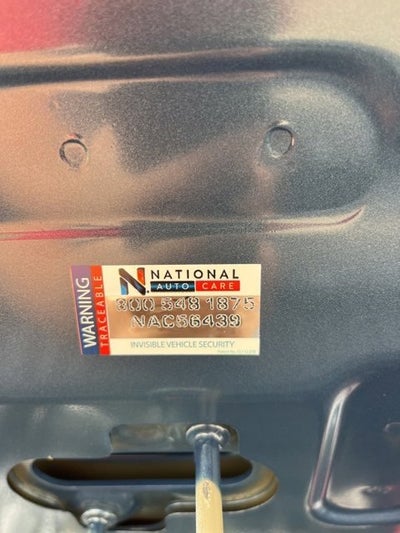 WARNING
TRACEABLE
N. NATIONAL
AUTO CARE
800 548 1875
NAC56439
INVISIBLE VEHICLE SECURITY